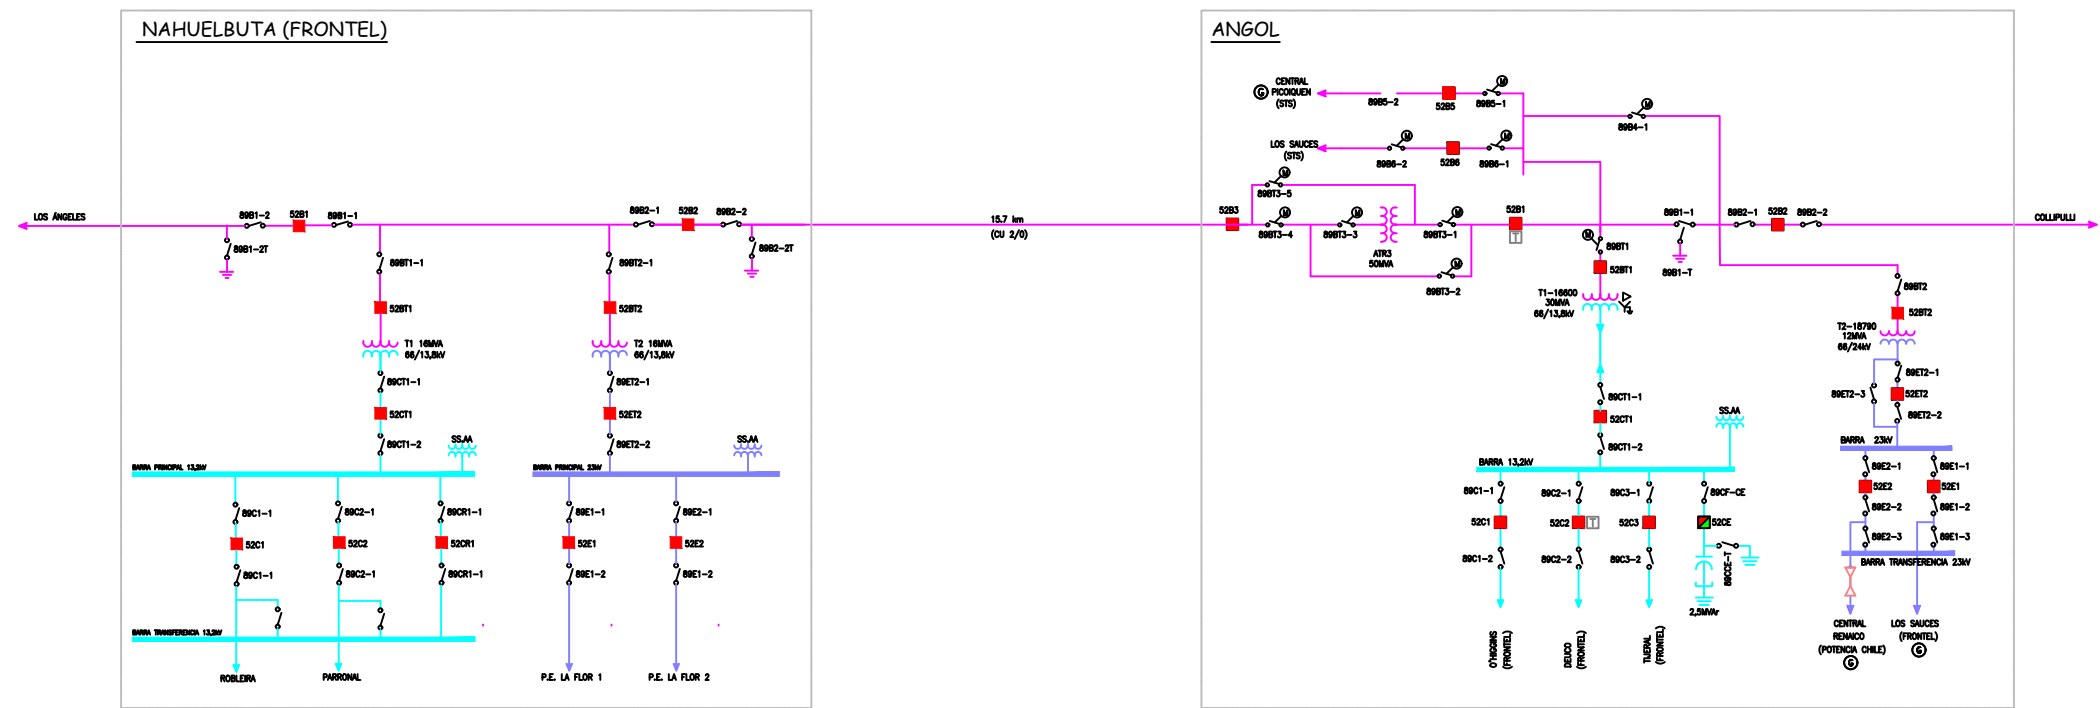 NAHUELBUTA (FRONTEL)
LOS ÁNGELES
89B1-2
52B1
89B1-1
89B1-2T
89B2-1
52B2
89B2-2
89B2-2T
89BT1-1
52BT1
T1 16MVA
66/13,8kV
89CT1-1
52CT1
89CT1-2
SS.AA
BARRA PRINCIPAL 13,2kV
89BT2-1
52BT2
T2 16MVA
66/13,8kV
89ET2-1
52ET2
89ET2-2
SS.AA
BARRA PRINCIPAL 23kV
89C1-1
52C1
89C1-1
89C2-1
52C2
89C2-1
89CR1-1
52CR1
89CR1-1
89E1-1
52E1
89E1-2
89E2-1
52E2
89E1-2
BARRA TRANSFERENCIA 13,2kV
ROBLEIRA
PARRONAL
P.E. LA FLOR 1
P.E. LA FLOR 2
15.7 km
(CU 2/0)
ANGOL
CENTRAL
G PICOIQUEN
(STS)
89B5-2
52B5
89B5-1
M
LOS SAUCES
(STS)
89B6-2
M
52B6
89B6-1
M
89B4-1
M
52B3
89BT3-5
M
89BT3-4
M
89BT3-3
M
ATR3
50MVA
89BT3-1
M
89BT3-2
M
52B1
T
M
89BT1
52BT1
89B1-1
89B1-T
89B2-1
52B2
89B2-2
COLLIPULLI
T1-16600
30MVA
66/13,8kV
89CT1-1
52CT1
89CT1-2
SS.AA
BARRA 13,2kV
89C1-1
52C1
89C1-2
89C2-1
52C2
T
89C2-2
89C3-1
52C3
89C3-2
89CF-CE
52CE
89CCE-T
2,5MVAr
O'HIGGINS
(FRONTEL)
DEUCO
(FRONTEL)
TIJERAL
(FRONTEL)
89BT2
52BT2
T2-18790
12MVA
66/24kV
89ET2-1
89ET2-3
52ET2
89ET2-2
BARRA 23kV
89E2-1
52E2
89E2-2
89E2-3
89E1-1
52E1
89E1-2
89E1-3
BARRA TRANSFERENCIA 23kV
CENTRAL
RENAICO
(POTENCIA CHILE)
G
LOS SAUCES
(FRONTEL)
G